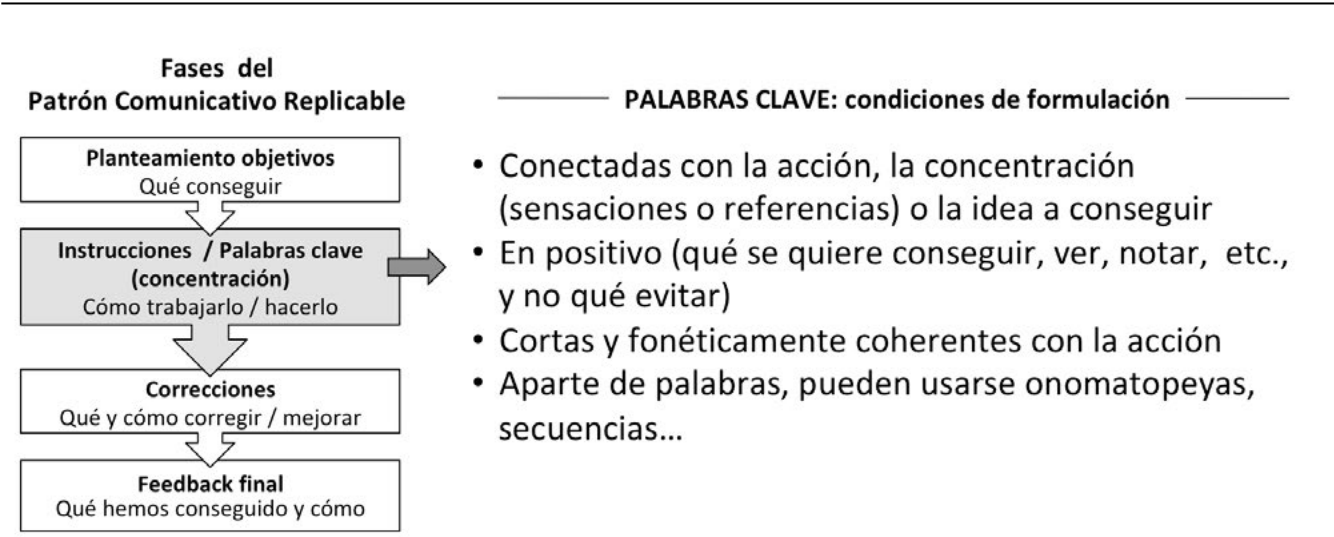 Fases del
Patrón Comunicativo Replicable
Planteamiento objetivos
Qué conseguir
Instrucciones / Palabras clave
(concentración)
Cómo trabajarlo / hacerlo
Correcciones
Qué y cómo corregir / mejorar
Feedback final
Qué hemos conseguido y cómo
PALABRAS CLAVE: condiciones de formulación
• Conectadas con la acción, la concentración
(sensaciones o referencias) o la idea a conseguir
• En positivo (qué se quiere conseguir, ver, notar, etc.,
y no qué evitar)
• Cortas y fonéticamente coherentes con la acción
• Aparte de palabras, pueden usarse onomatopeyas,
secuencias...